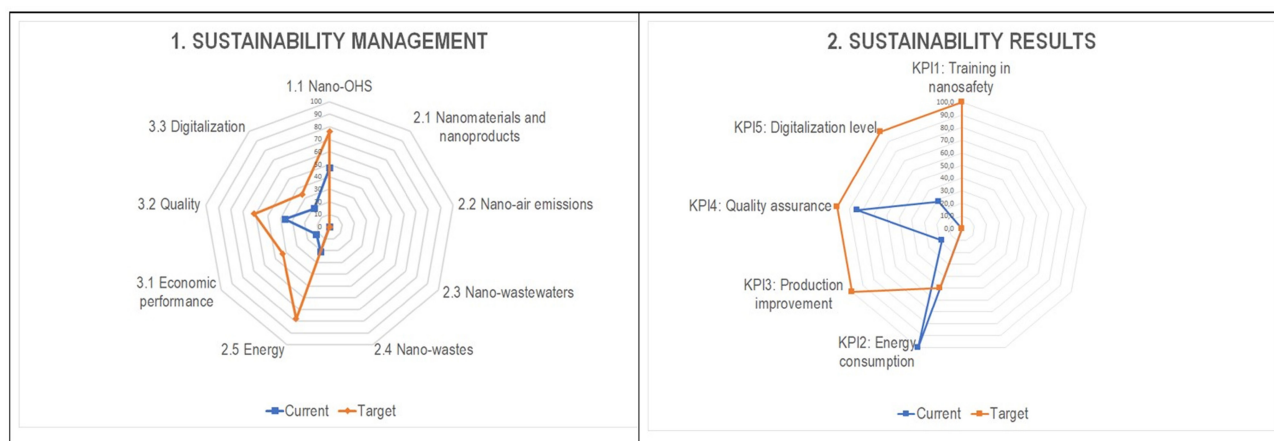 1. SUSTAINABILITY MANAGEMENT
1.1 Nano-OHS
100
90
80
70
60
50
40
30
20
10
0
2.1 Nanomaterials and
nanoproducts
2.2 Nano-air emissions
2.3 Nano-wastewaters
2.4 Nano-wastes
2.5 Energy
3.1 Economic
performance
3.2 Quality
3.3 Digitalization
Current Target
2. SUSTAINABILITY RESULTS
KPI1: Training in
nanosafety
100,0
90,0
80,0
70,0
60,0
50,0
40,0
30,0
20,0
10,0
0,0
KPI5: Digitalization level
KPI4: Quality assurance
KPI3: Production
improvement
KPI2: Energy
consumption
Current Target